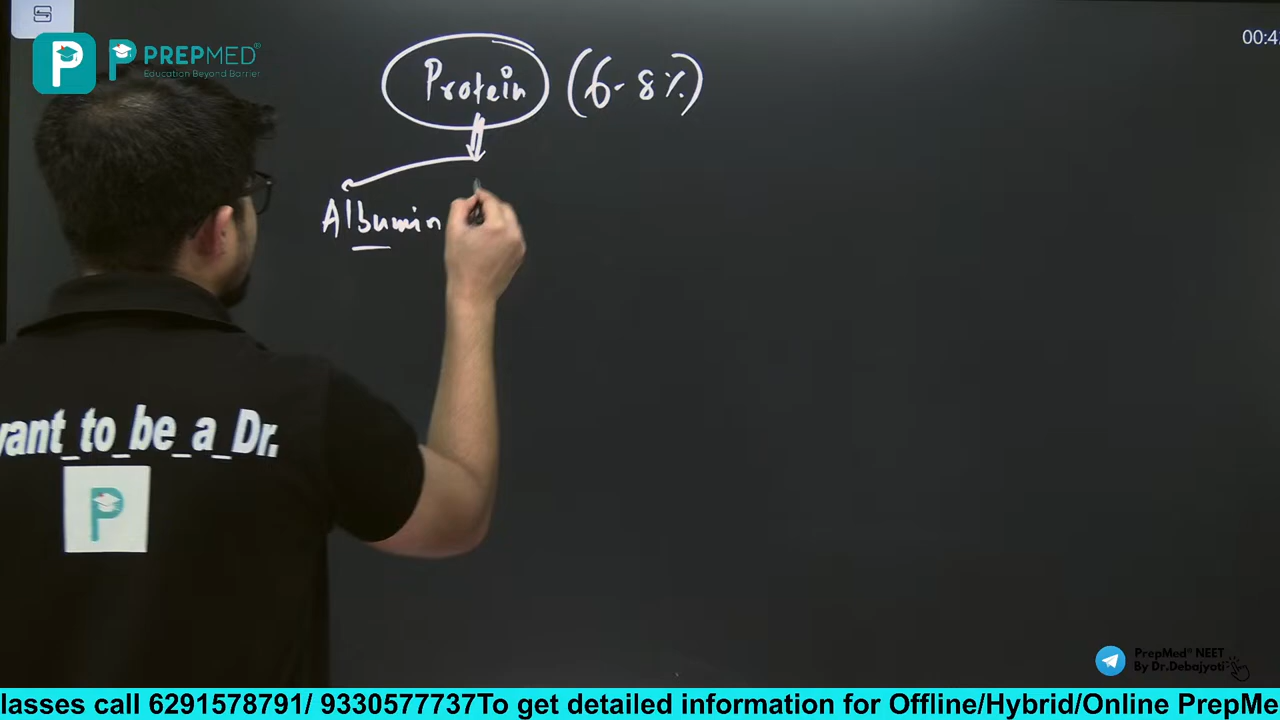 00:4
P PREPMED®
Education Beyond Barrier
Protein (6-8%)
Albumin
want_to_be_a_Dr.
P
PrepMed® NEET
By Dr.Debajyoti
lasses call 6291578791/ 9330577737To get detailed information for Offline/Hybrid/Online PrepMe